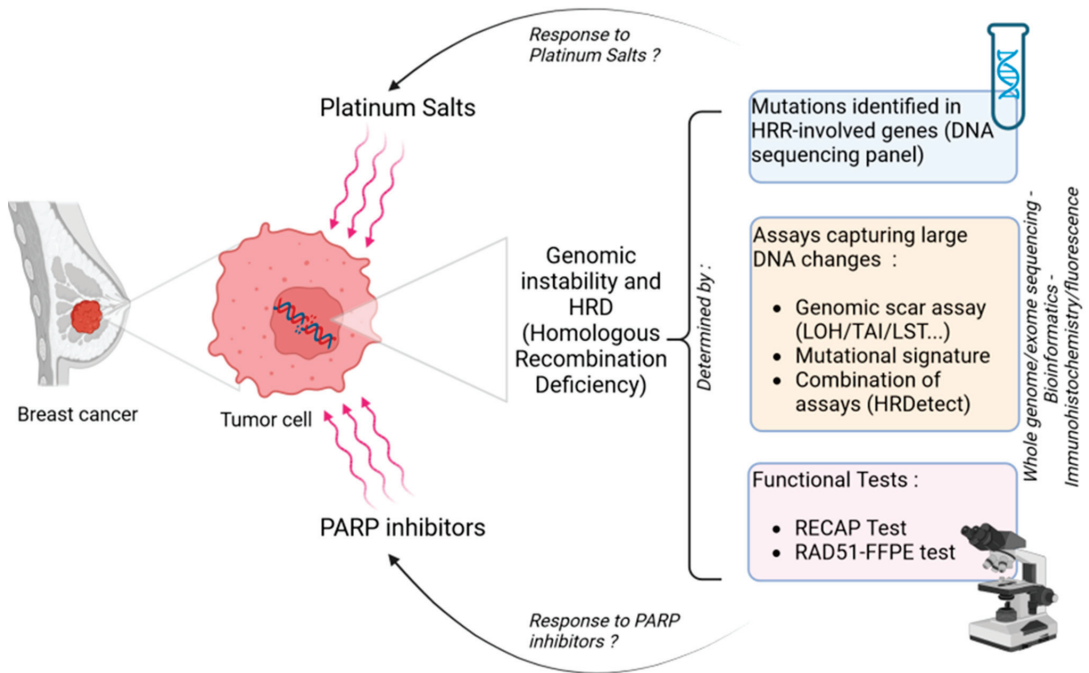 Response to
Platinum Salts ?
Platinum Salts
Breast cancer
Tumor cell
PARP inhibitors
Response to PARP
inhibitors ?
Genomic
instability and
HRD
(Homologous
Recombination
Deficiency)
Determined by :
Mutations identified in
HRR-involved genes (DNA
sequencing panel)
Assays capturing large
DNA changes :
• Genomic scar assay
(LOH/TAI/LST...)
• Mutational signature
• Combination of
assays (HRDetect)
Functional Tests :
• RECAP Test
• RAD51-FFPE test
Whole genome/exome sequencing -
Bioinformatics -
Immunohistochemistry/fluorescence